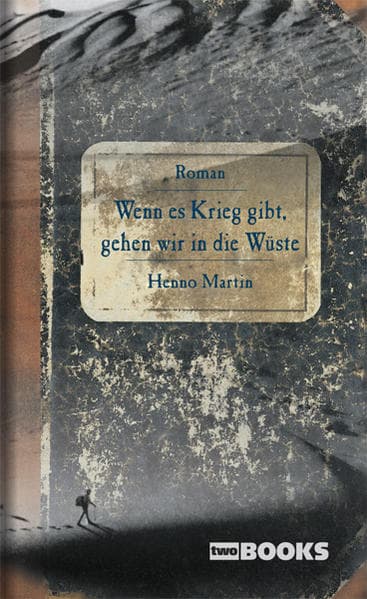 Roman
Wenn es Krieg gibt,
gehen wir in die Wüste
Henno Martin
two BOOKS